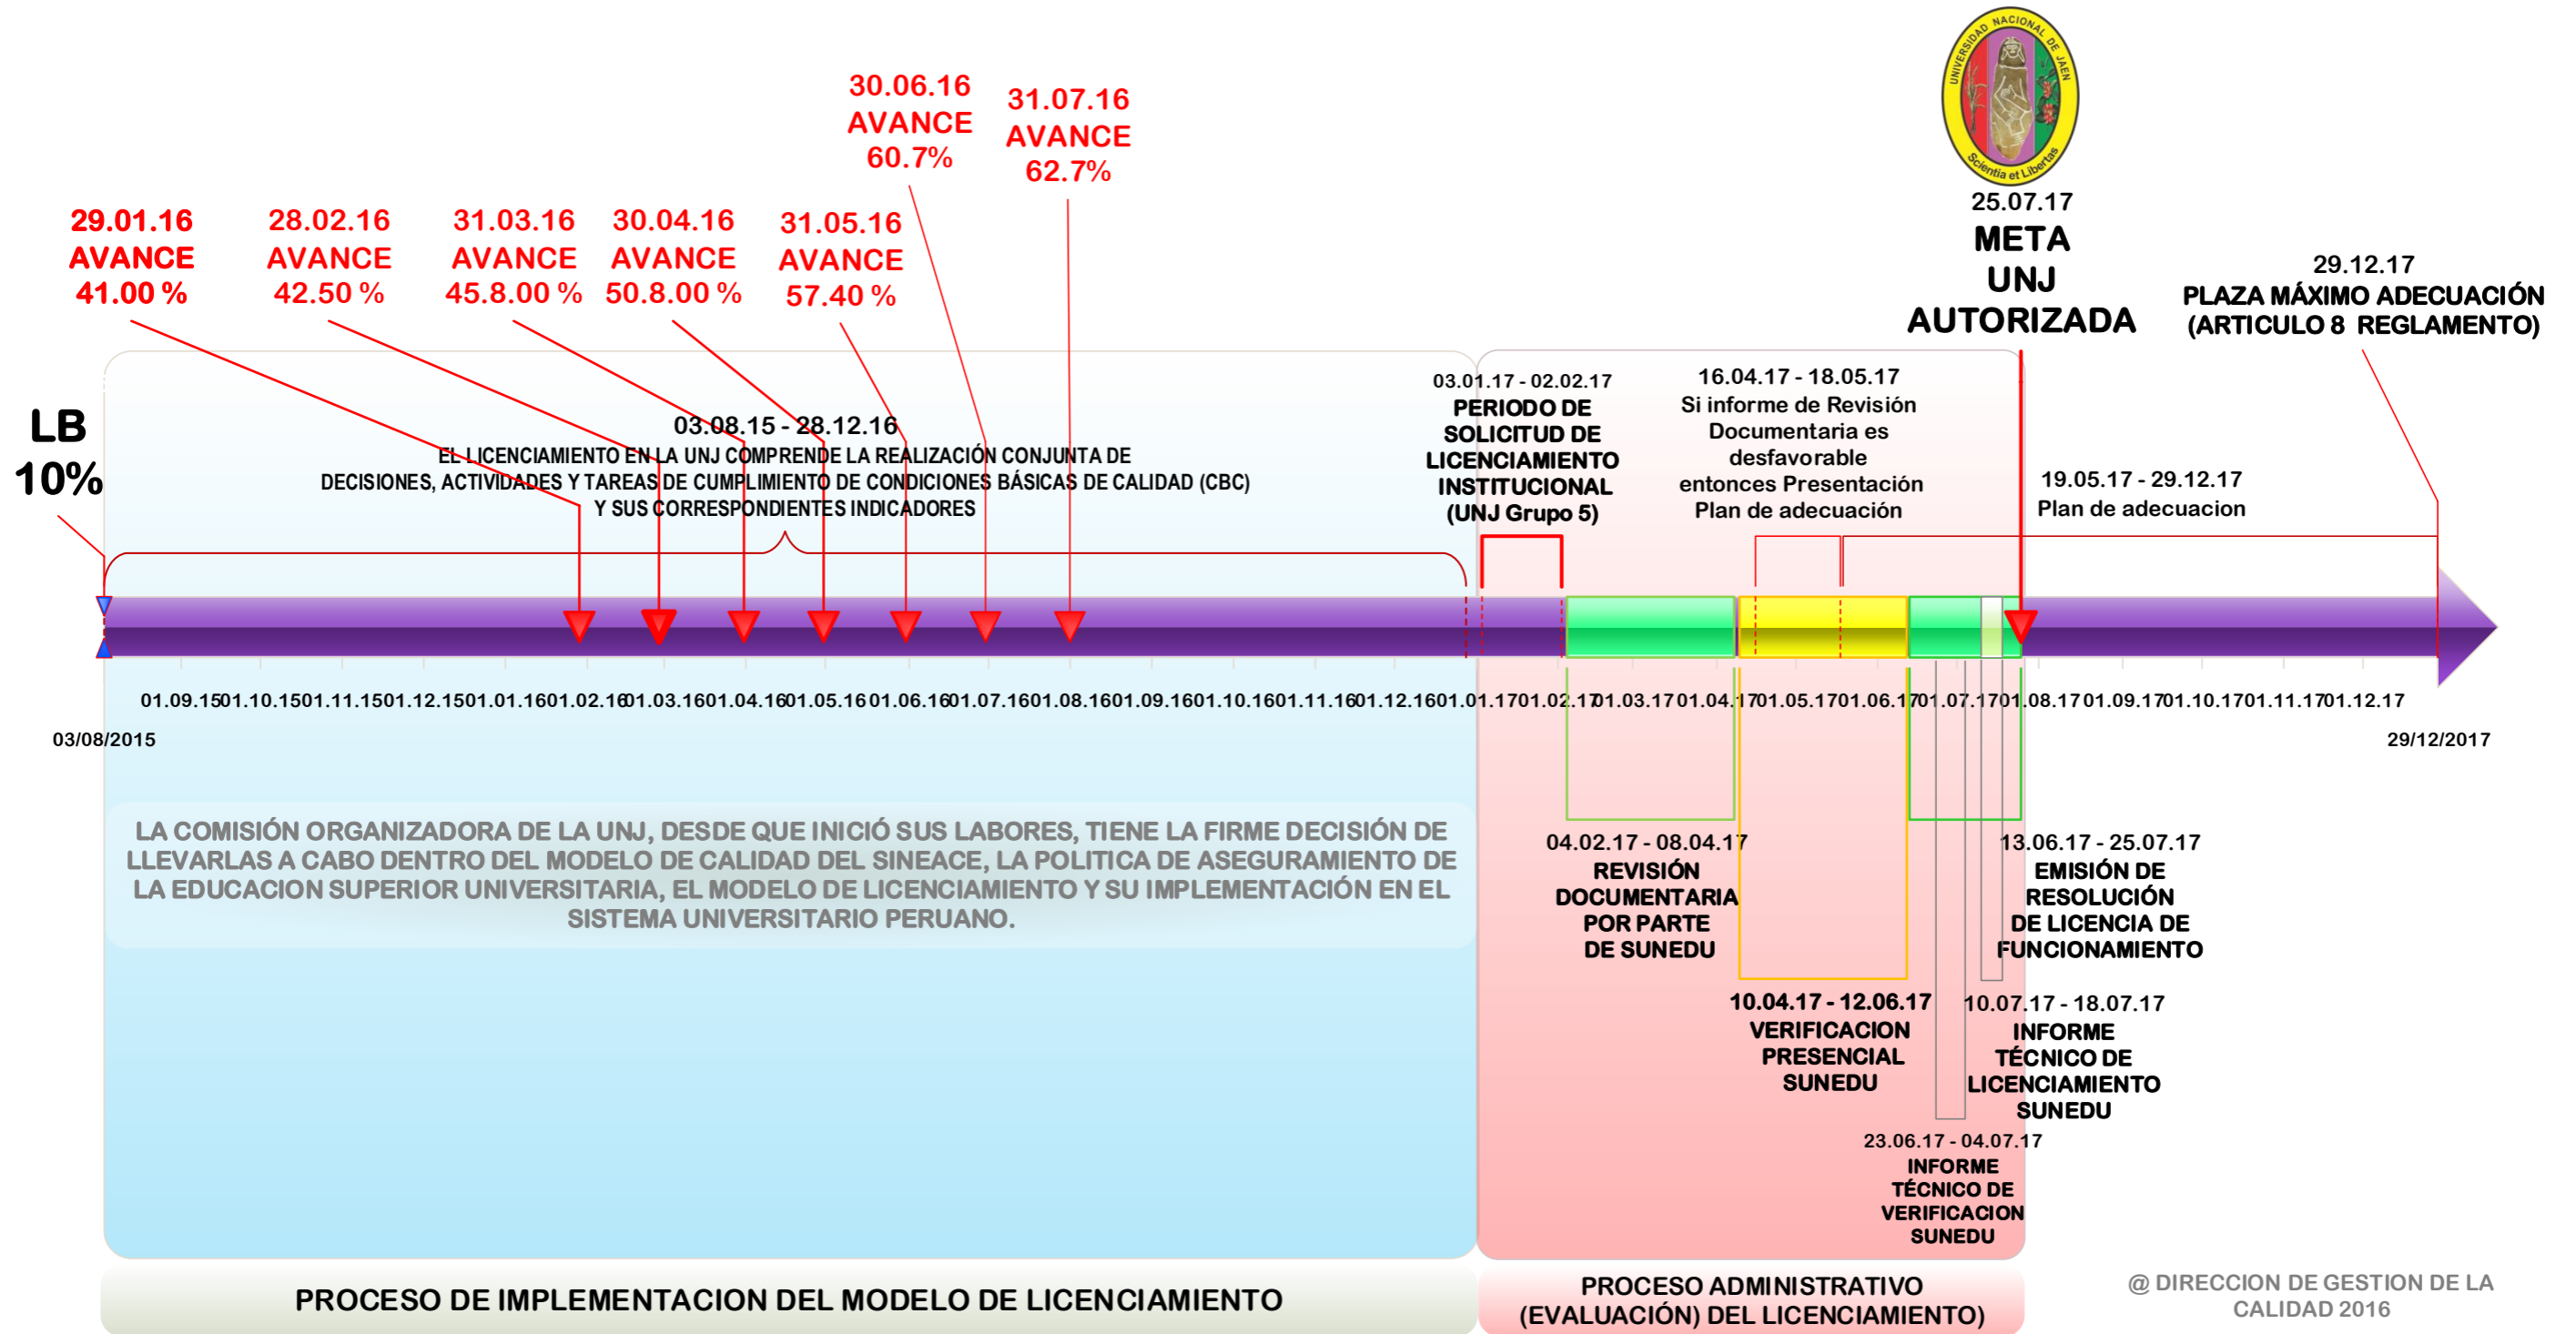 UNIVERSIDAD NACIONAL DE JAEN
Scientia et Libertas
30.06.16
AVANCE
60.7%
31.07.16
AVANCE
62.7%
29.01.16
AVANCE
41.00 %
28.02.16
AVANCE
42.50 %
31.03.16
AVANCE
45.8.00 %
30.04.16
AVANCE
50.8.00 %
31.05.16
AVANCE
57.40 %
25.07.17
META
UNJ
AUTORIZADA
29.12.17
PLAZA MÁXIMO ADECUACIÓN
(ARTICULO 8 REGLAMENTO)
LB
10%
03.08.15 - 28.12.16
EL LICENCIAMIENTO EN LA UNJ COMPRENDE LA REALIZACIÓN CONJUNTA DE
DECISIONES, ACTIVIDADES Y TAREAS DE CUMPLIMIENTO DE CONDICIONES BÁSICAS DE CALIDAD (CBC)
Y SUS CORRESPONDIENTES INDICADORES
03.01.17 - 02.02.17
PERIODO DE
SOLICITUD DE
LICENCIAMIENTO
INSTITUCIONAL
(UNJ Grupo 5)
16.04.17 - 18.05.17
Si informe de Revisión
Documentaria es
desfavorable
entonces Presentación
Plan de adecuación
19.05.17 - 29.12.17
Plan de adecuacion
01.09.15 01.10.15 01.11.15 01.12.15 01.01.16 01.02.16 01.03.16 01.04.16 01.05.16 01.06.16 01.07.16 01.08.16 01.09.16 01.10.16 01.11.16 01.12.16 01.01.17 01.02.17 01.03.17 01.04.17 01.05.17 01.06.17 01.07.17 01.08.17 01.09.17 01.10.17 01.11.17 01.12.17
03/08/2015
29/12/2017
LA COMISIÓN ORGANIZADORA DE LA UNJ, DESDE QUE INICIÓ SUS LABORES, TIENE LA FIRME DECISIÓN DE
LLEVARLAS A CABO DENTRO DEL MODELO DE CALIDAD DEL SINEACE, LA POLITICA DE ASEGURAMIENTO DE
LA EDUCACION SUPERIOR UNIVERSITARIA, EL MODELO DE LICENCIAMIENTO Y SU IMPLEMENTACIÓN EN EL
SISTEMA UNIVERSITARIO PERUANO.
04.02.17 - 08.04.17
REVISIÓN
DOCUMENTARIA
POR PARTE
DE SUNEDU
13.06.17 - 25.07.17
EMISIÓN DE
RESOLUCIÓN
DE LICENCIA DE
FUNCIONAMIENTO
10.04.17 - 12.06.17
VERIFICACION
PRESENCIAL
SUNEDU
10.07.17 - 18.07.17
INFORME
TÉCNICO DE
LICENCIAMIENTO
SUNEDU
23.06.17 - 04.07.17
INFORME
TÉCNICO DE
VERIFICACION
SUNEDU
PROCESO DE IMPLEMENTACION DEL MODELO DE LICENCIAMIENTO
PROCESO ADMINISTRATIVO
(EVALUACIÓN) DEL LICENCIAMIENTO)
@ DIRECCION DE GESTION DE LA
CALIDAD 2016